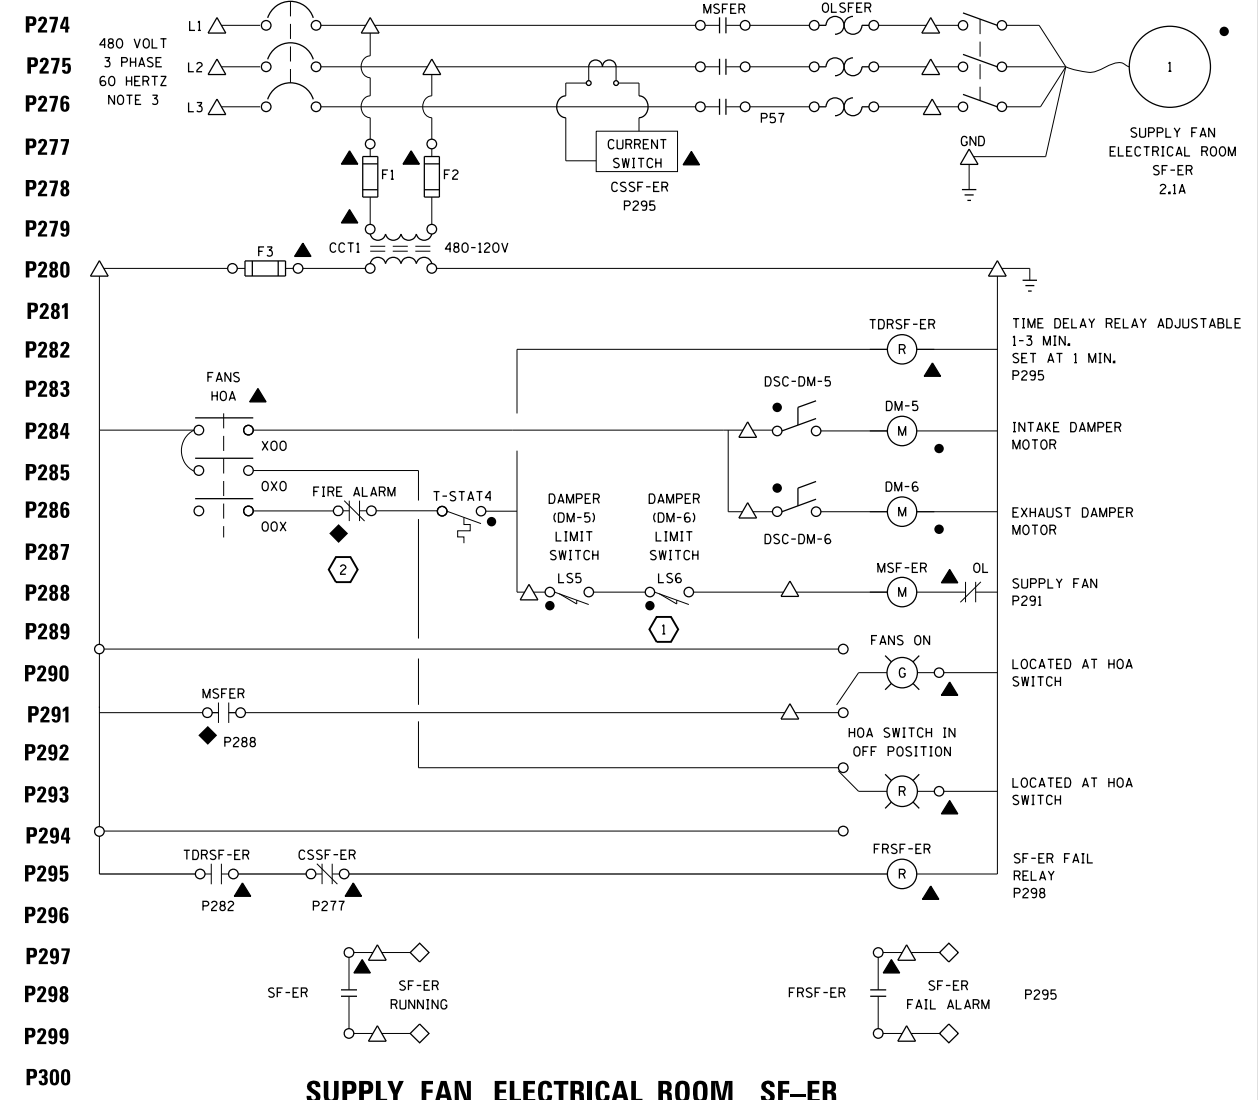 P274
L1
MSFER
OLSFER
1
480 VOLT
3 PHASE
60 HERTZ
NOTE 3
P275
L2
P276
L3
P57
P277
CURRENT
SWITCH
GND
SUPPLY FAN
ELECTRICAL ROOM
SF-ER
2.1A
P278
F1
F2
CSSF-ER
P295
P279
CCT1
480-120V
F3
P280
P281
TDRSF-ER
TIME DELAY RELAY ADJUSTABLE
1-3 MIN.
SET AT 1 MIN.
P295
P282
R
P283
FANS
HOA
DSC-DM-5
DM-5
P284
XOO
M
INTAKE DAMPER
MOTOR
P285
OXO
DM-6
P286
OOX
FIRE ALARM
T-STAT4
DAMPER
(DM-5)
LIMIT
SWITCH
DAMPER
(DM-6)
LIMIT
SWITCH
M
EXHAUST DAMPER
MOTOR
DSC-DM-6
P287
2
P288
LS5
LS6
MSF-ER
M
OL
SUPPLY FAN
P291
P289
1
FANS ON
P290
G
LOCATED AT HOA
SWITCH
MSFER
P291
P288
HOA SWITCH IN
OFF POSITION
P292
P293
R
LOCATED AT HOA
SWITCH
P294
TDRSF-ER
CSSF-ER
FRSF-ER
P295
R
SF-ER FAIL
RELAY
P298
P282
P277
P296
P297
P298
SF-ER
SF-ER
RUNNING
FRSF-ER
SF-ER
FAIL ALARM
P295
P299
P300
SUPPLY FAN ELECTRICAL ROOM SF–ER